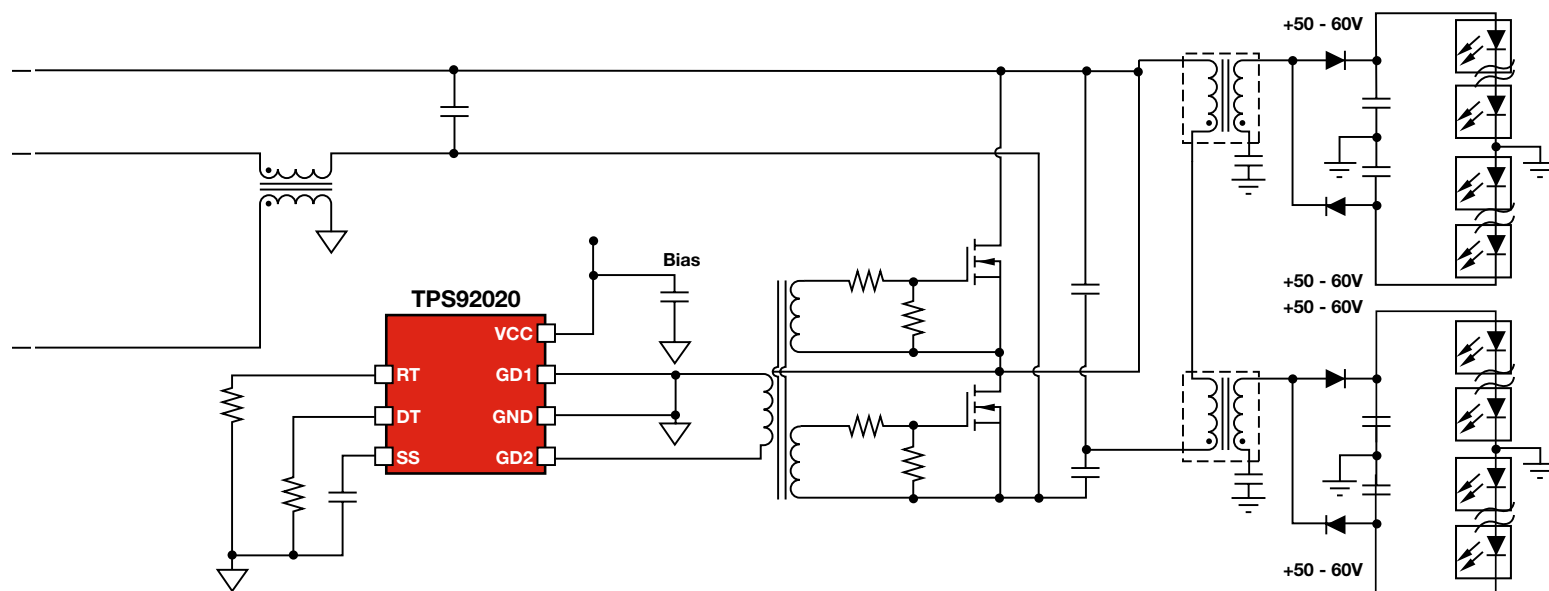 +50 - 60V
Bias
TPS92020
VCC
RT
GD1
DT
GND
SS
GD2
+50 - 60V
+50 - 60V
+50 - 60V